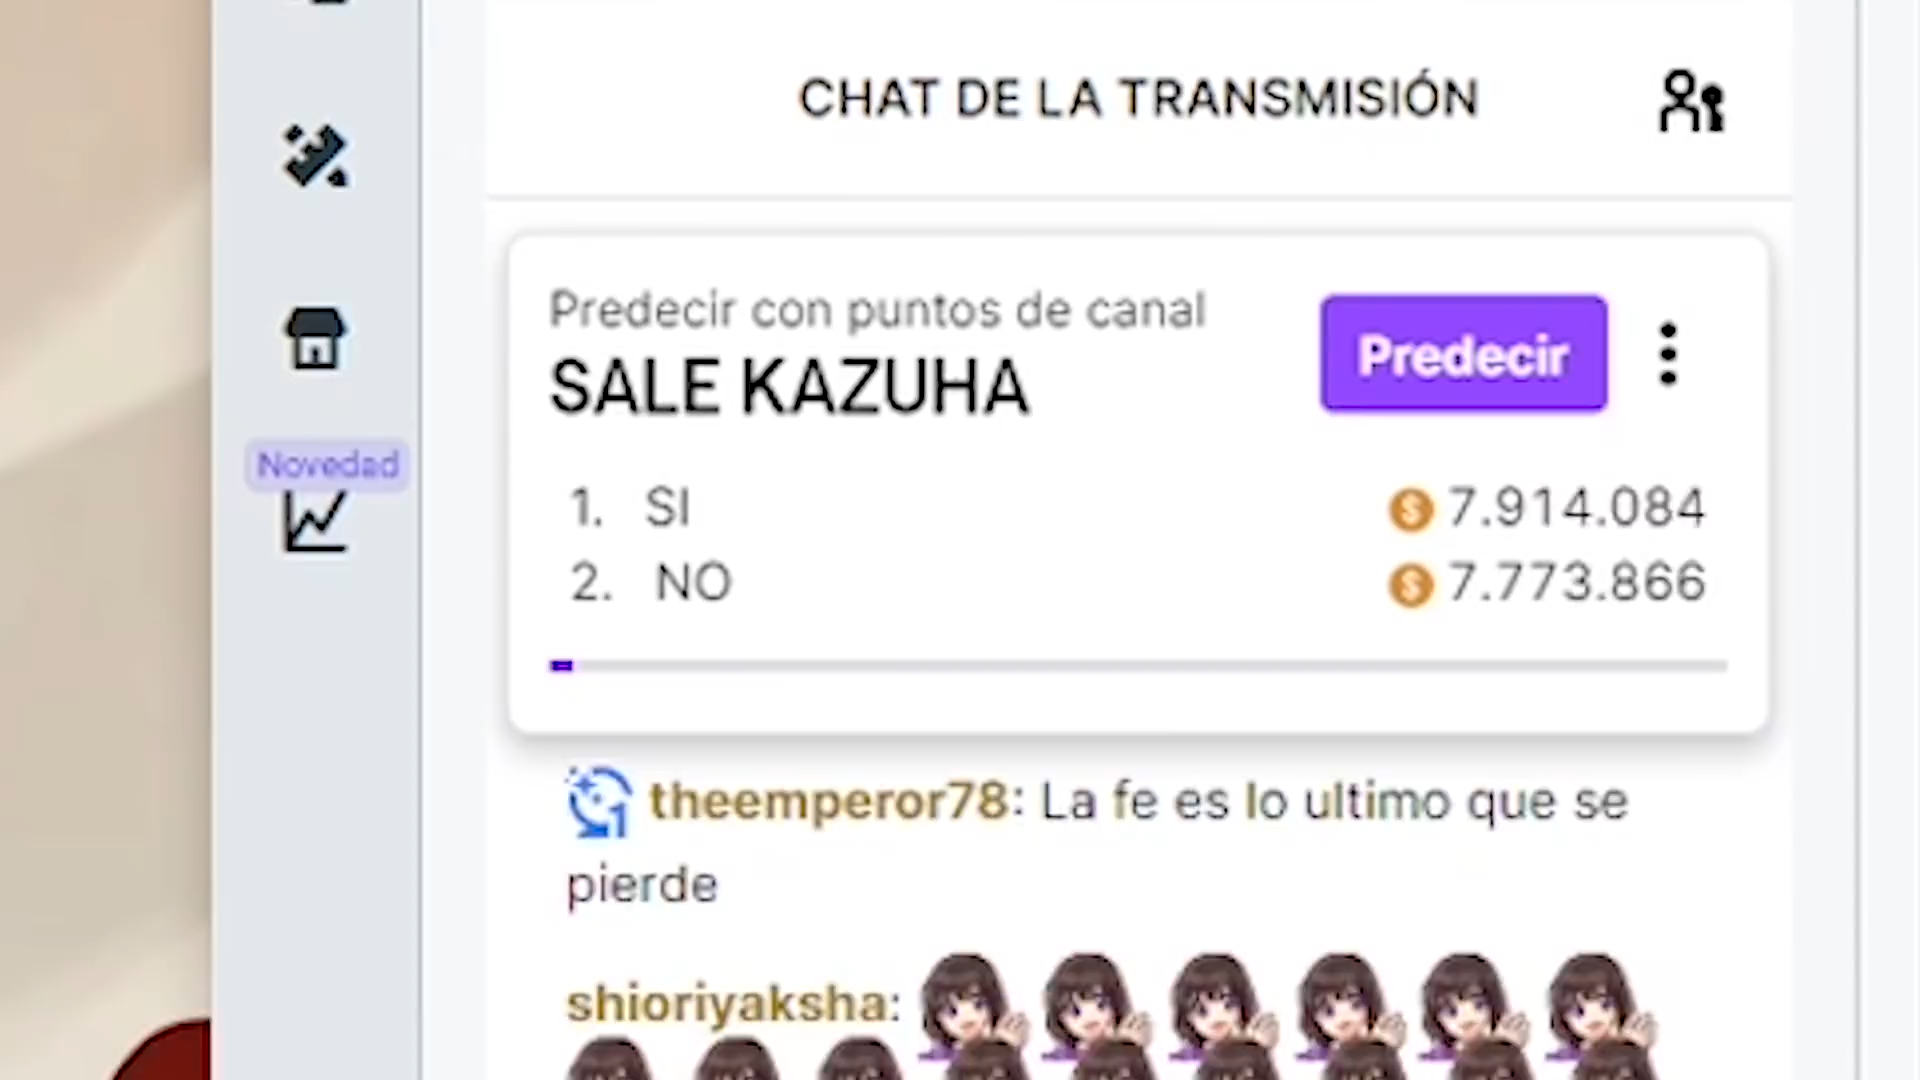 CHAT DE LA TRANSMISIÓN
Predecir con puntos de canal
SALE KAZUHA
Predecir
Novedad
1. SI 7.914.084
2. NO 7.773.866
theemperor78: La fe es lo ultimo que se
pierde
shioriyaksha: